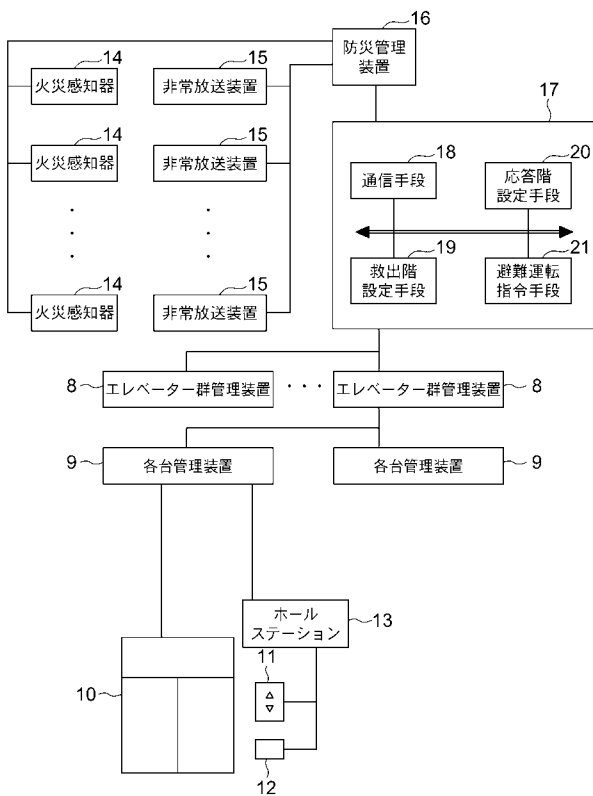 16
防災管理
装置
14
火災感知器
15
非常放送装置
17
14
火災感知器
15
非常放送装置
18
通信手段
20
応答階
設定手段
19
救出階
設定手段
21
避難運転
指令手段
14
火災感知器
15
非常放送装置
8
エレベーター群管理装置
エレベーター群管理装置
8
9
各台管理装置
各台管理装置
9
ホール
ステーション
13
10
11
12